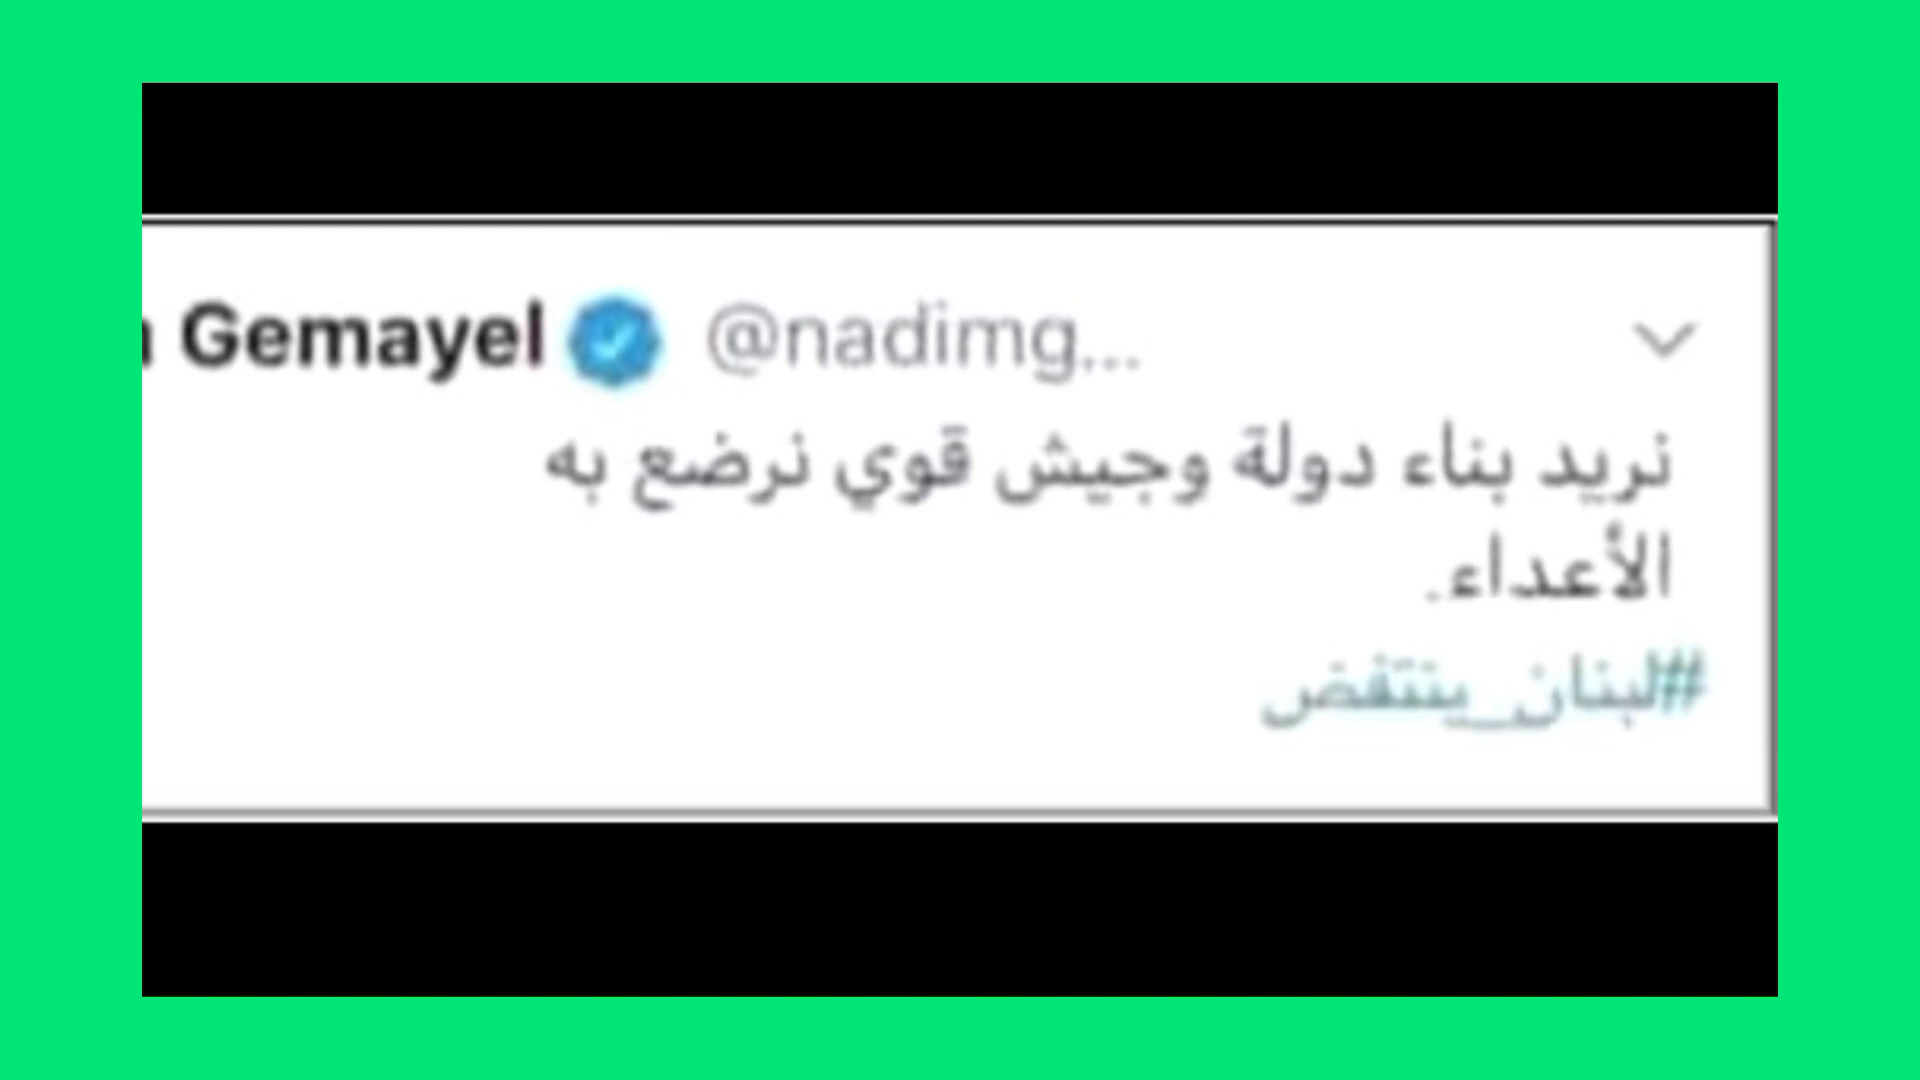 Gemayel @nadimg...
نريد بناء دولة وجيش قوي نرضع به
الأعداء.
#لبنان_ينتفض